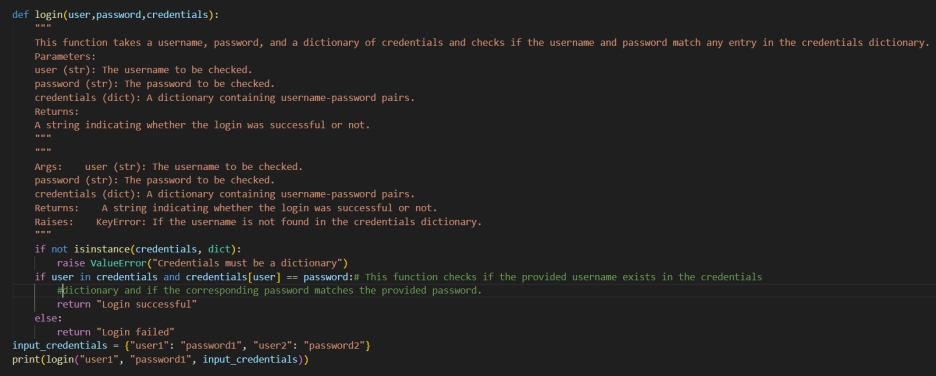 def login(user,password,credentials):
    """
    This function takes a username, password, and a dictionary of credentials and checks if the username and password match any entry in the credentials dictionary.
    Parameters:
    user (str): The username to be checked.
    password (str): The password to be checked.
    credentials (dict): A dictionary containing username-password pairs.
    Returns:
    A string indicating whether the login was successful or not.
    """
    """
    Args:    user (str): The username to be checked.
    password (str): The password to be checked.
    credentials (dict): A dictionary containing username-password pairs.
    Returns:    A string indicating whether the login was successful or not.
    Raises:    KeyError: If the username is not found in the credentials dictionary.
    """
    if not isinstance(credentials, dict):
        raise ValueError("Credentials must be a dictionary")
    if user in credentials and credentials[user] == password:# This function checks if the provided username exists in the credentials
        #dictionary and if the corresponding password matches the provided password.
        return "Login successful"
    else:
        return "Login failed"
input_credentials = {"user1": "password1", "user2": "password2"}
print(login("user1", "password1", input_credentials))